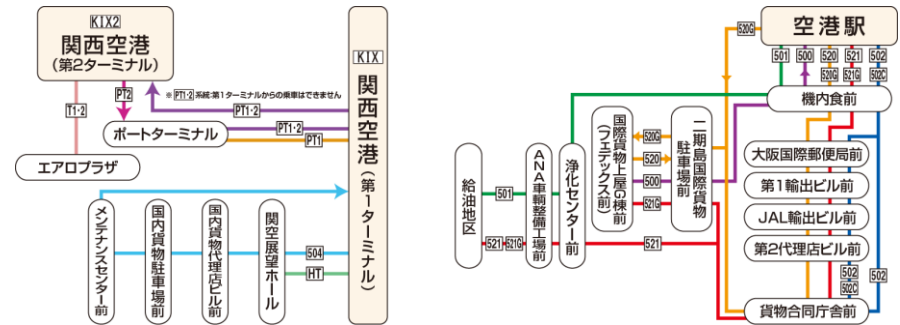 KIX2
関西空港
(第2ターミナル)
T1・2
PT2
※ PT1・2 系統:第1ターミナルからの乗車はできません
PT1・2
ポートターミナル
PT1・2
PT1
エアロプラザ
KIX
関西空港(第1ターミナル)
メンテナンスセンター前
国内貨物駐車場前
国内貨物代理店ビル前
関空展望ホール
504
HT
空港駅
520G
501
500
520
521
502
520G
521G
502C
機内食前
大阪国際郵便局前
第1輸出ビル前
JAL輸出ビル前
第2代理店ビル前
502
502C
502
貨物合同庁舎前
二期島国際貨物
駐車場前
国際貨物上屋G棟前
(フェデックス前)
520G
520
500
521G
浄化センター前
ANA車輌整備工場前
給油地区
501
521
521G
521